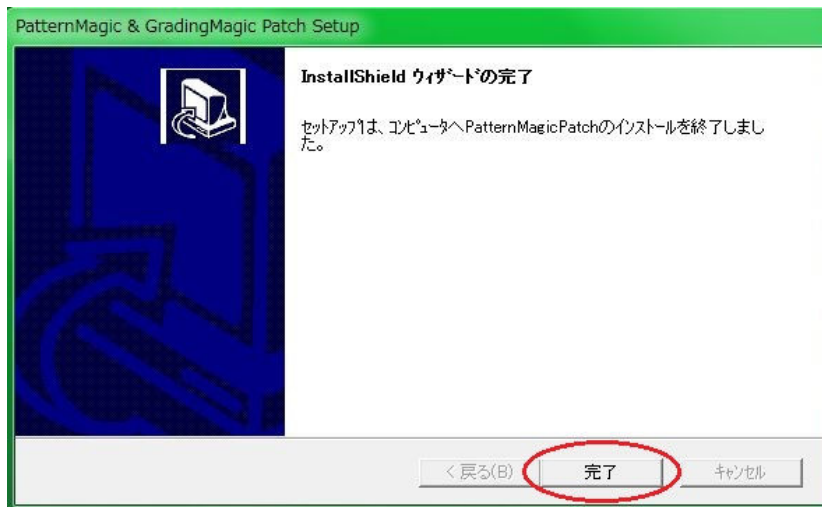 PatternMagic & GradingMagic Patch Setup
InstallShield ウィザードの完了
セットアップは、コンピュータへPatternMagicPatchのインストールを終了しまし
た。
< 戻る(B)
完了
キャンセル